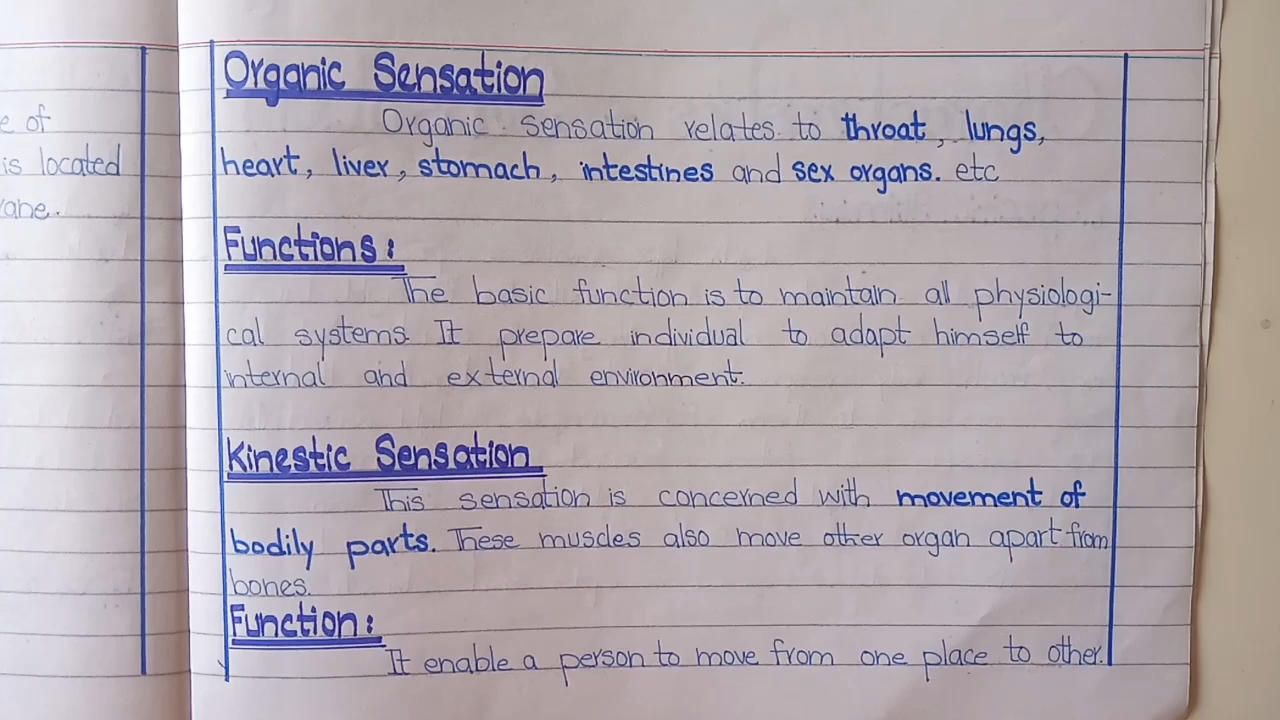 e of
is located
ane.
Organic Sensation
Organic sensation relates to throat, lungs,
heart, liver, stomach, intestines and sex organs. etc
Functions:
The basic function is to maintain all physiologi-
cal systems. It prepare individual to adapt himself to
internal and external environment.
Kinestic Sensation
This sensation is concerned with movement of
bodily parts. These muscles also move other organ apart from
bones.
Function:
It enable a person to move from one place to other.